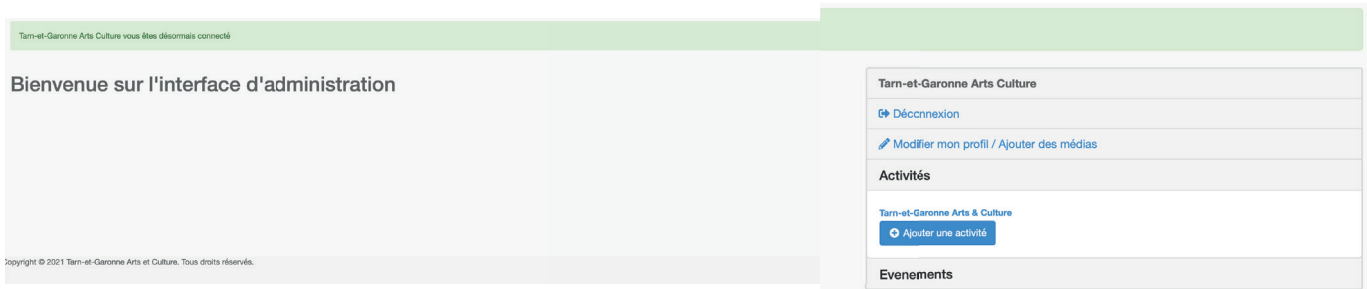 Tarn-et-Garonne Arts Culture vous êtes désormais connecté
Bienvenue sur l'interface d'administration
Tarn-et-Garonne Arts Culture
Déconnexion
Modifier mon profil / Ajouter des médias
Activités
Tarn-et-Garonne Arts & Culture
Ajouter une activité
Evenements
Copyright © 2021 Tarn-et-Garonne Arts et Culture. Tous droits réservés.